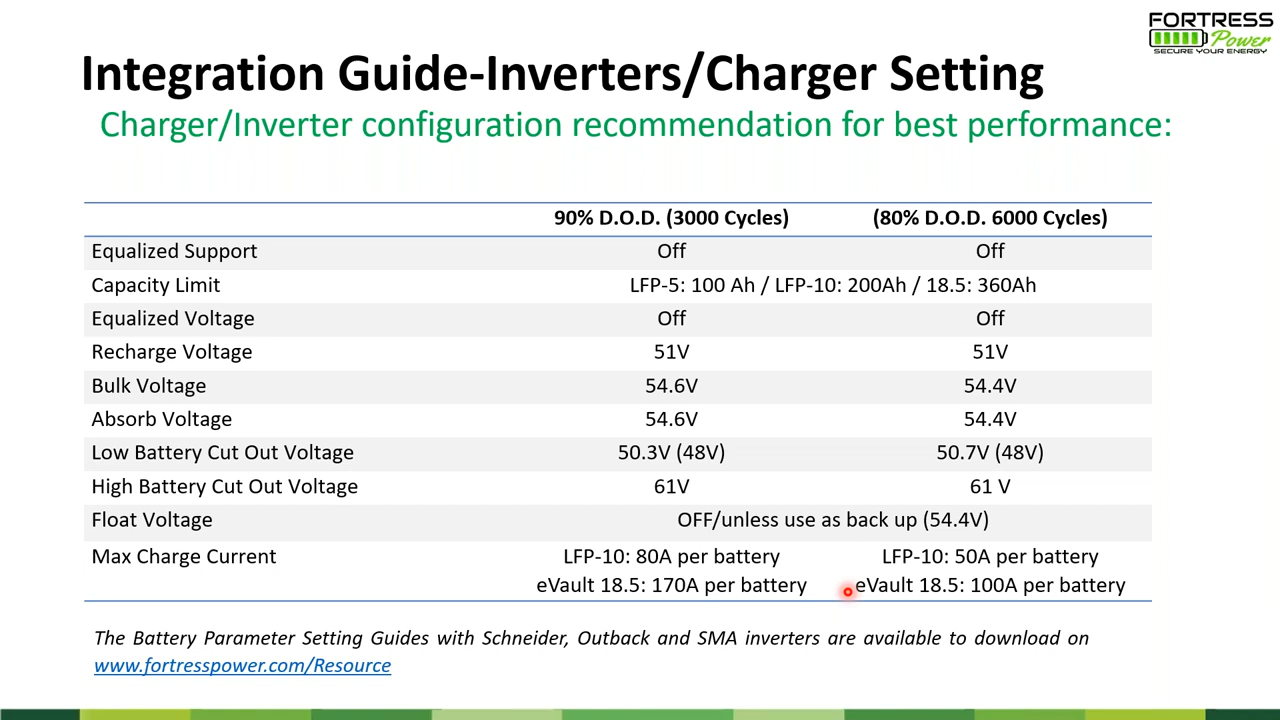 FORTRESS
Power
SECURE YOUR ENERGY
Integration Guide-Inverters/Charger Setting
Charger/Inverter configuration recommendation for best performance:
90% D.O.D. (3000 Cycles) (80% D.O.D. 6000 Cycles)
Equalized Support Off Off
Capacity Limit LFP-5: 100 Ah / LFP-10: 200Ah / 18.5: 360Ah
Equalized Voltage Off Off
Recharge Voltage 51V 51V
Bulk Voltage 54.6V 54.4V
Absorb Voltage 54.6V 54.4V
Low Battery Cut Out Voltage 50.3V (48V) 50.7V (48V)
High Battery Cut Out Voltage 61V 61 V
Float Voltage OFF/unless use as back up (54.4V)
Max Charge Current LFP-10: 80A per battery LFP-10: 50A per battery
eVault 18.5: 170A per battery eVault 18.5: 100A per battery
The Battery Parameter Setting Guides with Schneider, Outback and SMA inverters are available to download on
www.fortresspower.com/Resource